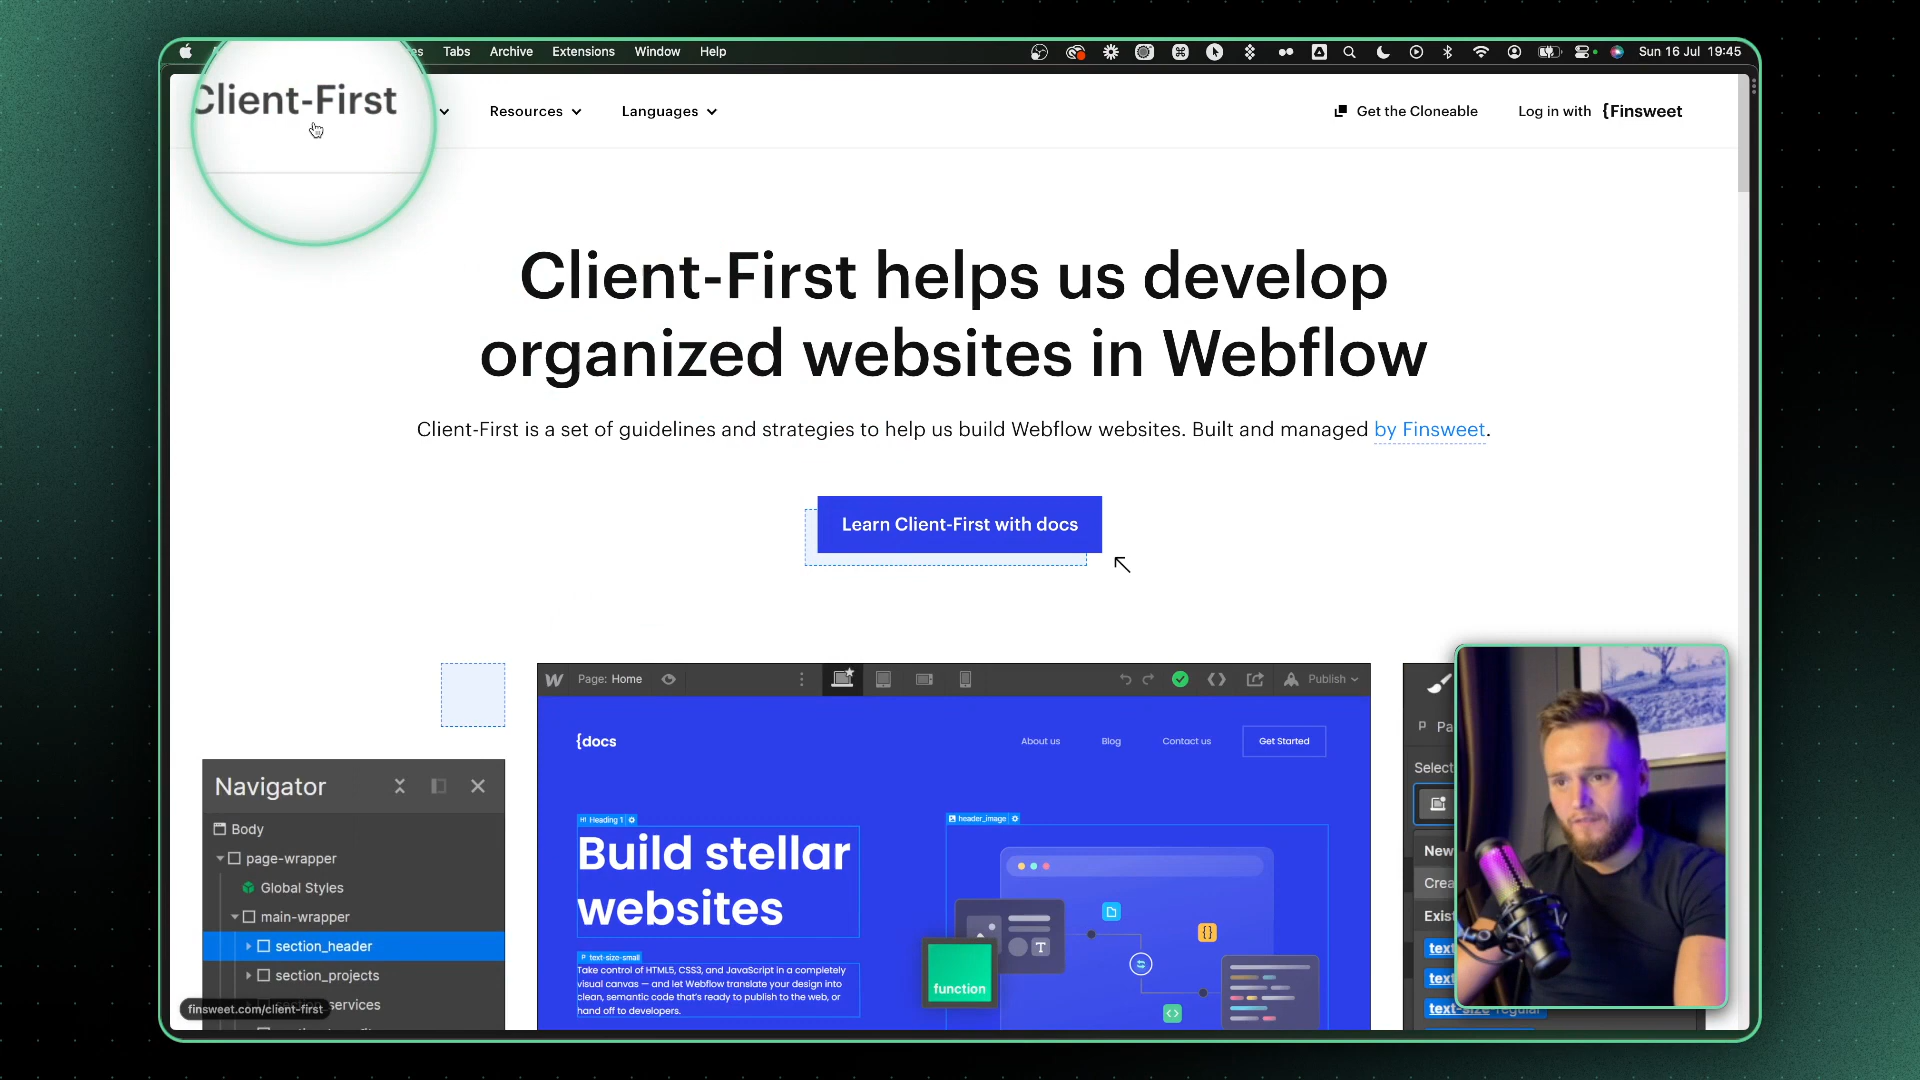 Tabs Archive Extensions Window Help
Sun 16 Jul 19:45
Client-First
Resources
Languages
Get the Cloneable
Log in with {Finsweet
Client-First helps us develop
organized websites in Webflow
Client-First is a set of guidelines and strategies to help us build Webflow websites. Built and managed by Finsweet.
Learn Client-First with docs
Page: Home
Publish
{docs
About us
Blog
Contact us
Get Started
Navigator
Body
page-wrapper
Global Styles
main-wrapper
section_header
section_projects
finsweet.com/client-first
H1 Heading 1
Build stellar
websites
P text-size-small
Take control of HTML5, CSS3, and JavaScript in a completely
visual canvas — and let Webflow translate your design into
clean, semantic code that's ready to publish to the web, or
hand off to developers.
header_image
function
T
{}
Select
New